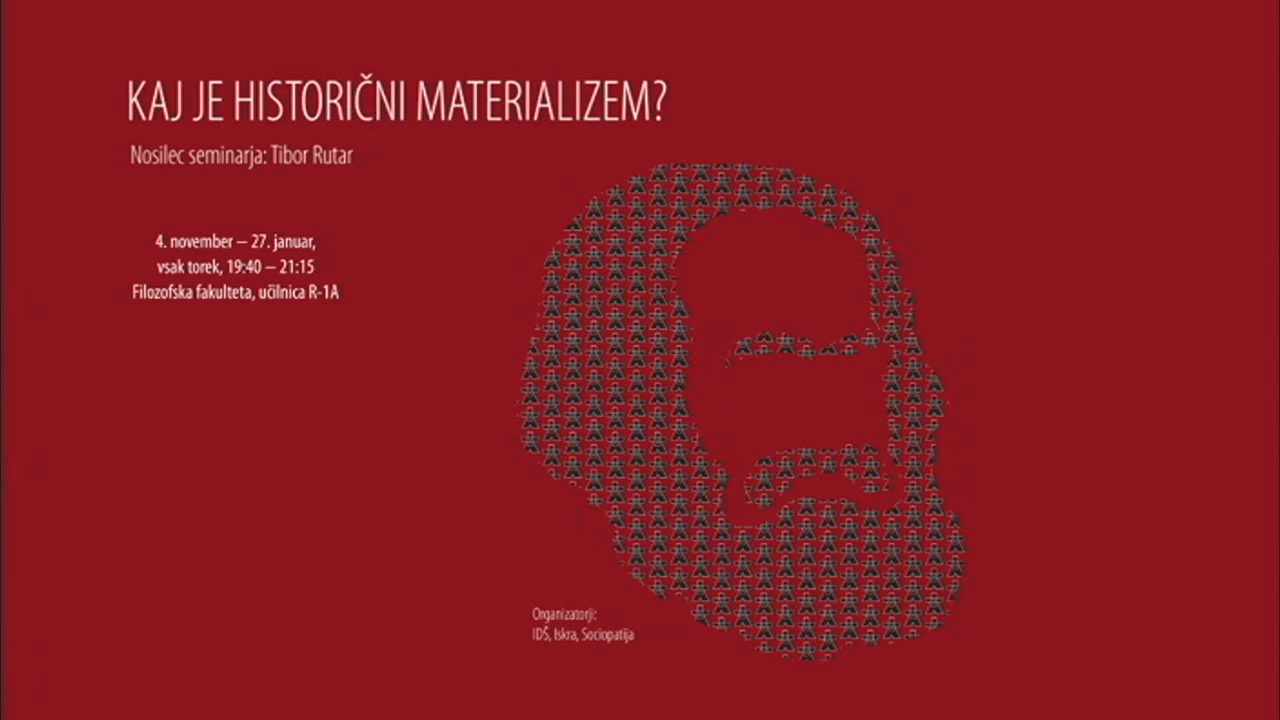 KAJ JE HISTORIČNI MATERIALIZEM?
Nosilec seminarja: Tibor Rutar
4. november – 27. januar,
vsak torek, 19:40 – 21:15
Filozofska fakulteta, učilnica R-1A
Organizatorji:
IDŠ, Iskra, Sociopatija